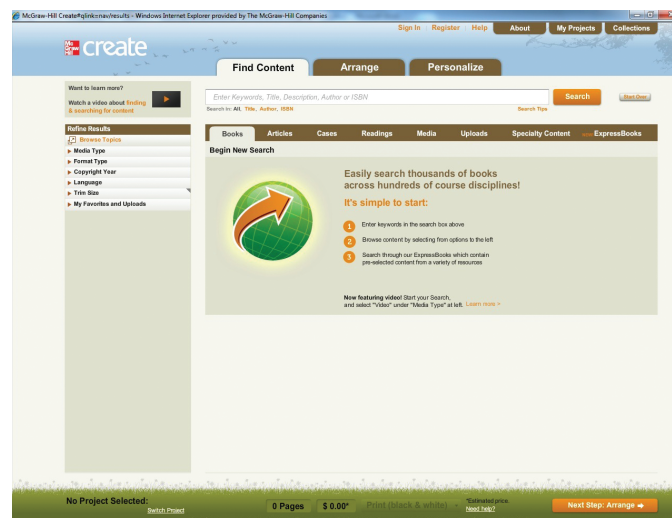 McGraw-Hill Create#qlink=nav/results - Windows Internet Explorer provided by The McGraw-Hill Companies
Sign In Register Help About My Projects Collections
Mc Graw Hill create
Find Content Arrange Personalize
Want to learn more?
Watch a video about finding
& searching for content
Enter Keywords, Title, Description, Author or ISBN
Search
Start Over
Search In: All, Title, Author, ISBN
Search Tips
Refine Results
Browse Topics
Media Type
Format Type
Copyright Year
Language
Trim Size
My Favorites and Uploads
Books Articles Cases Readings Media Uploads Specialty Content ExpressBooks
Begin New Search
Easily search thousands of books
across hundreds of course disciplines!
It's simple to start:
1 Enter keywords in the search box above
2 Browse content by selecting from options to the left
3 Search through our ExpressBooks which contain
pre-selected content from a variety of resources
Now featuring video! Start your Search,
and select "Video" under "Media Type" at left. Learn more >
No Project Selected:
Switch Project
0 Pages
$ 0.00*
Print (black & white)
*Estimated price.
Need help?
Next Step: Arrange